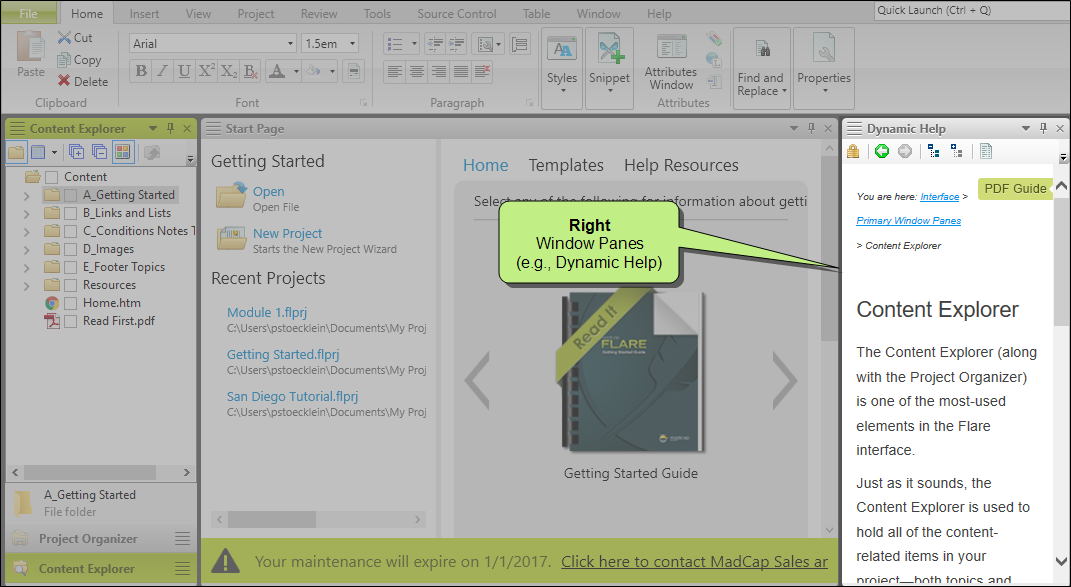 File Home Insert View Project Review Tools Source Control Table Window Help Quick Launch (Ctrl + Q)
Paste
Cut
Copy
Delete
Clipboard
Arial 1.5em
B I U X² X₂ B A
Font
Paragraph
Styles
Snippet
Attributes
Window
Attributes
Find and
Replace
Properties
Content Explorer
Content
A_Getting Started
B_Links and Lists
C_Conditions Notes T
D_Images
E_Footer Topics
Resources
Home.htm
Read First.pdf
A_Getting Started
File folder
Project Organizer
Content Explorer
Start Page
Getting Started
Open
Open File
New Project
Starts the New Project Wizard
Recent Projects
Module 1.flprj
C:\Users\pstoecklein\Documents\My Proj
Getting Started.flprj
C:\Users\pstoecklein\Documents\My Proj
San Diego Tutorial.flprj
C:\Users\pstoecklein\Documents\My Proj
Home Templates Help Resources
Select any of the following for information about getti
Right
Window Panes
(e.g., Dynamic Help)
Read It
FLARE
Getting Started Guide
Getting Started Guide
Your maintenance will expire on 1/1/2017. Click here to contact MadCap Sales ar
Dynamic Help
PDF Guide
You are here: Interface >
Primary Window Panes
> Content Explorer
Content Explorer
The Content Explorer (along
with the Project Organizer)
is one of the most-used
elements in the Flare
interface.
Just as it sounds, the
Content Explorer is used to
hold all of the content-
related items in your
project—both topics and